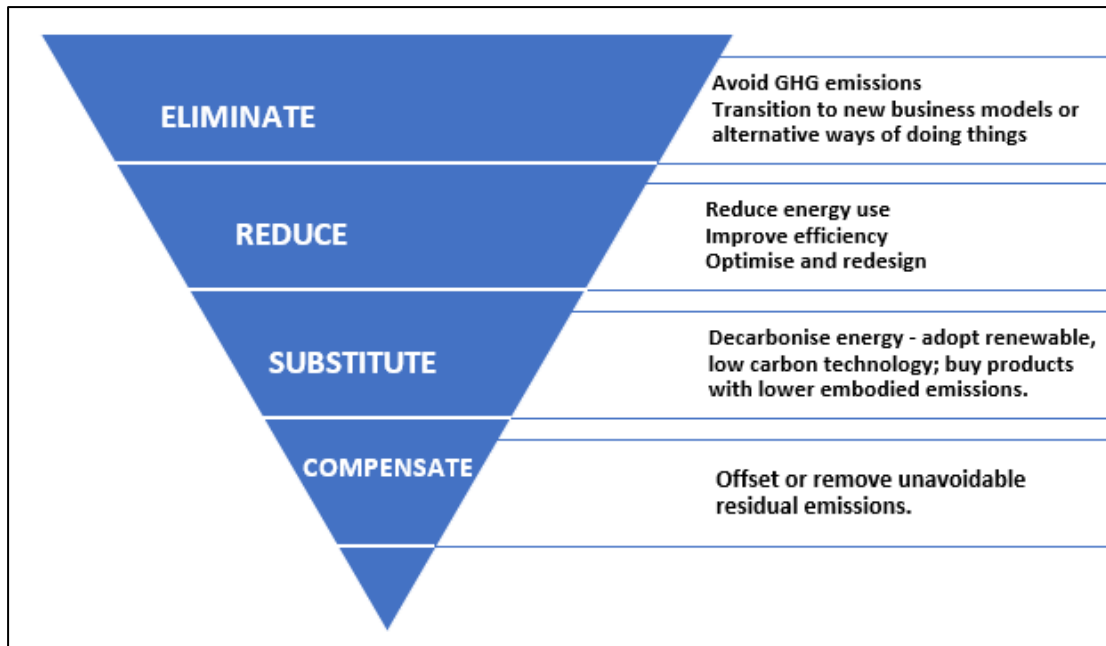 ELIMINATE
Avoid GHG emissions
Transition to new business models or
alternative ways of doing things
REDUCE
Reduce energy use
Improve efficiency
Optimise and redesign
SUBSTITUTE
Decarbonise energy - adopt renewable,
low carbon technology; buy products
with lower embodied emissions.
COMPENSATE
Offset or remove unavoidable
residual emissions.